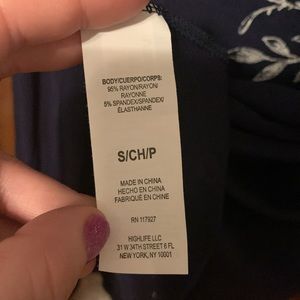 BODY/CUERPO/CORPS:
95% RAYON/RAYON/
RAYONNE
5% SPANDEX/SPANDEX/
ÉLASTHANNE
S/CH/P
MADE IN CHINA
HECHO EN CHINA
FABRIQUÉ EN CHINE
RN 117927
HIGHLIFE LLC
31 W 34TH STREET 6 FL
NEW YORK, NY 10001